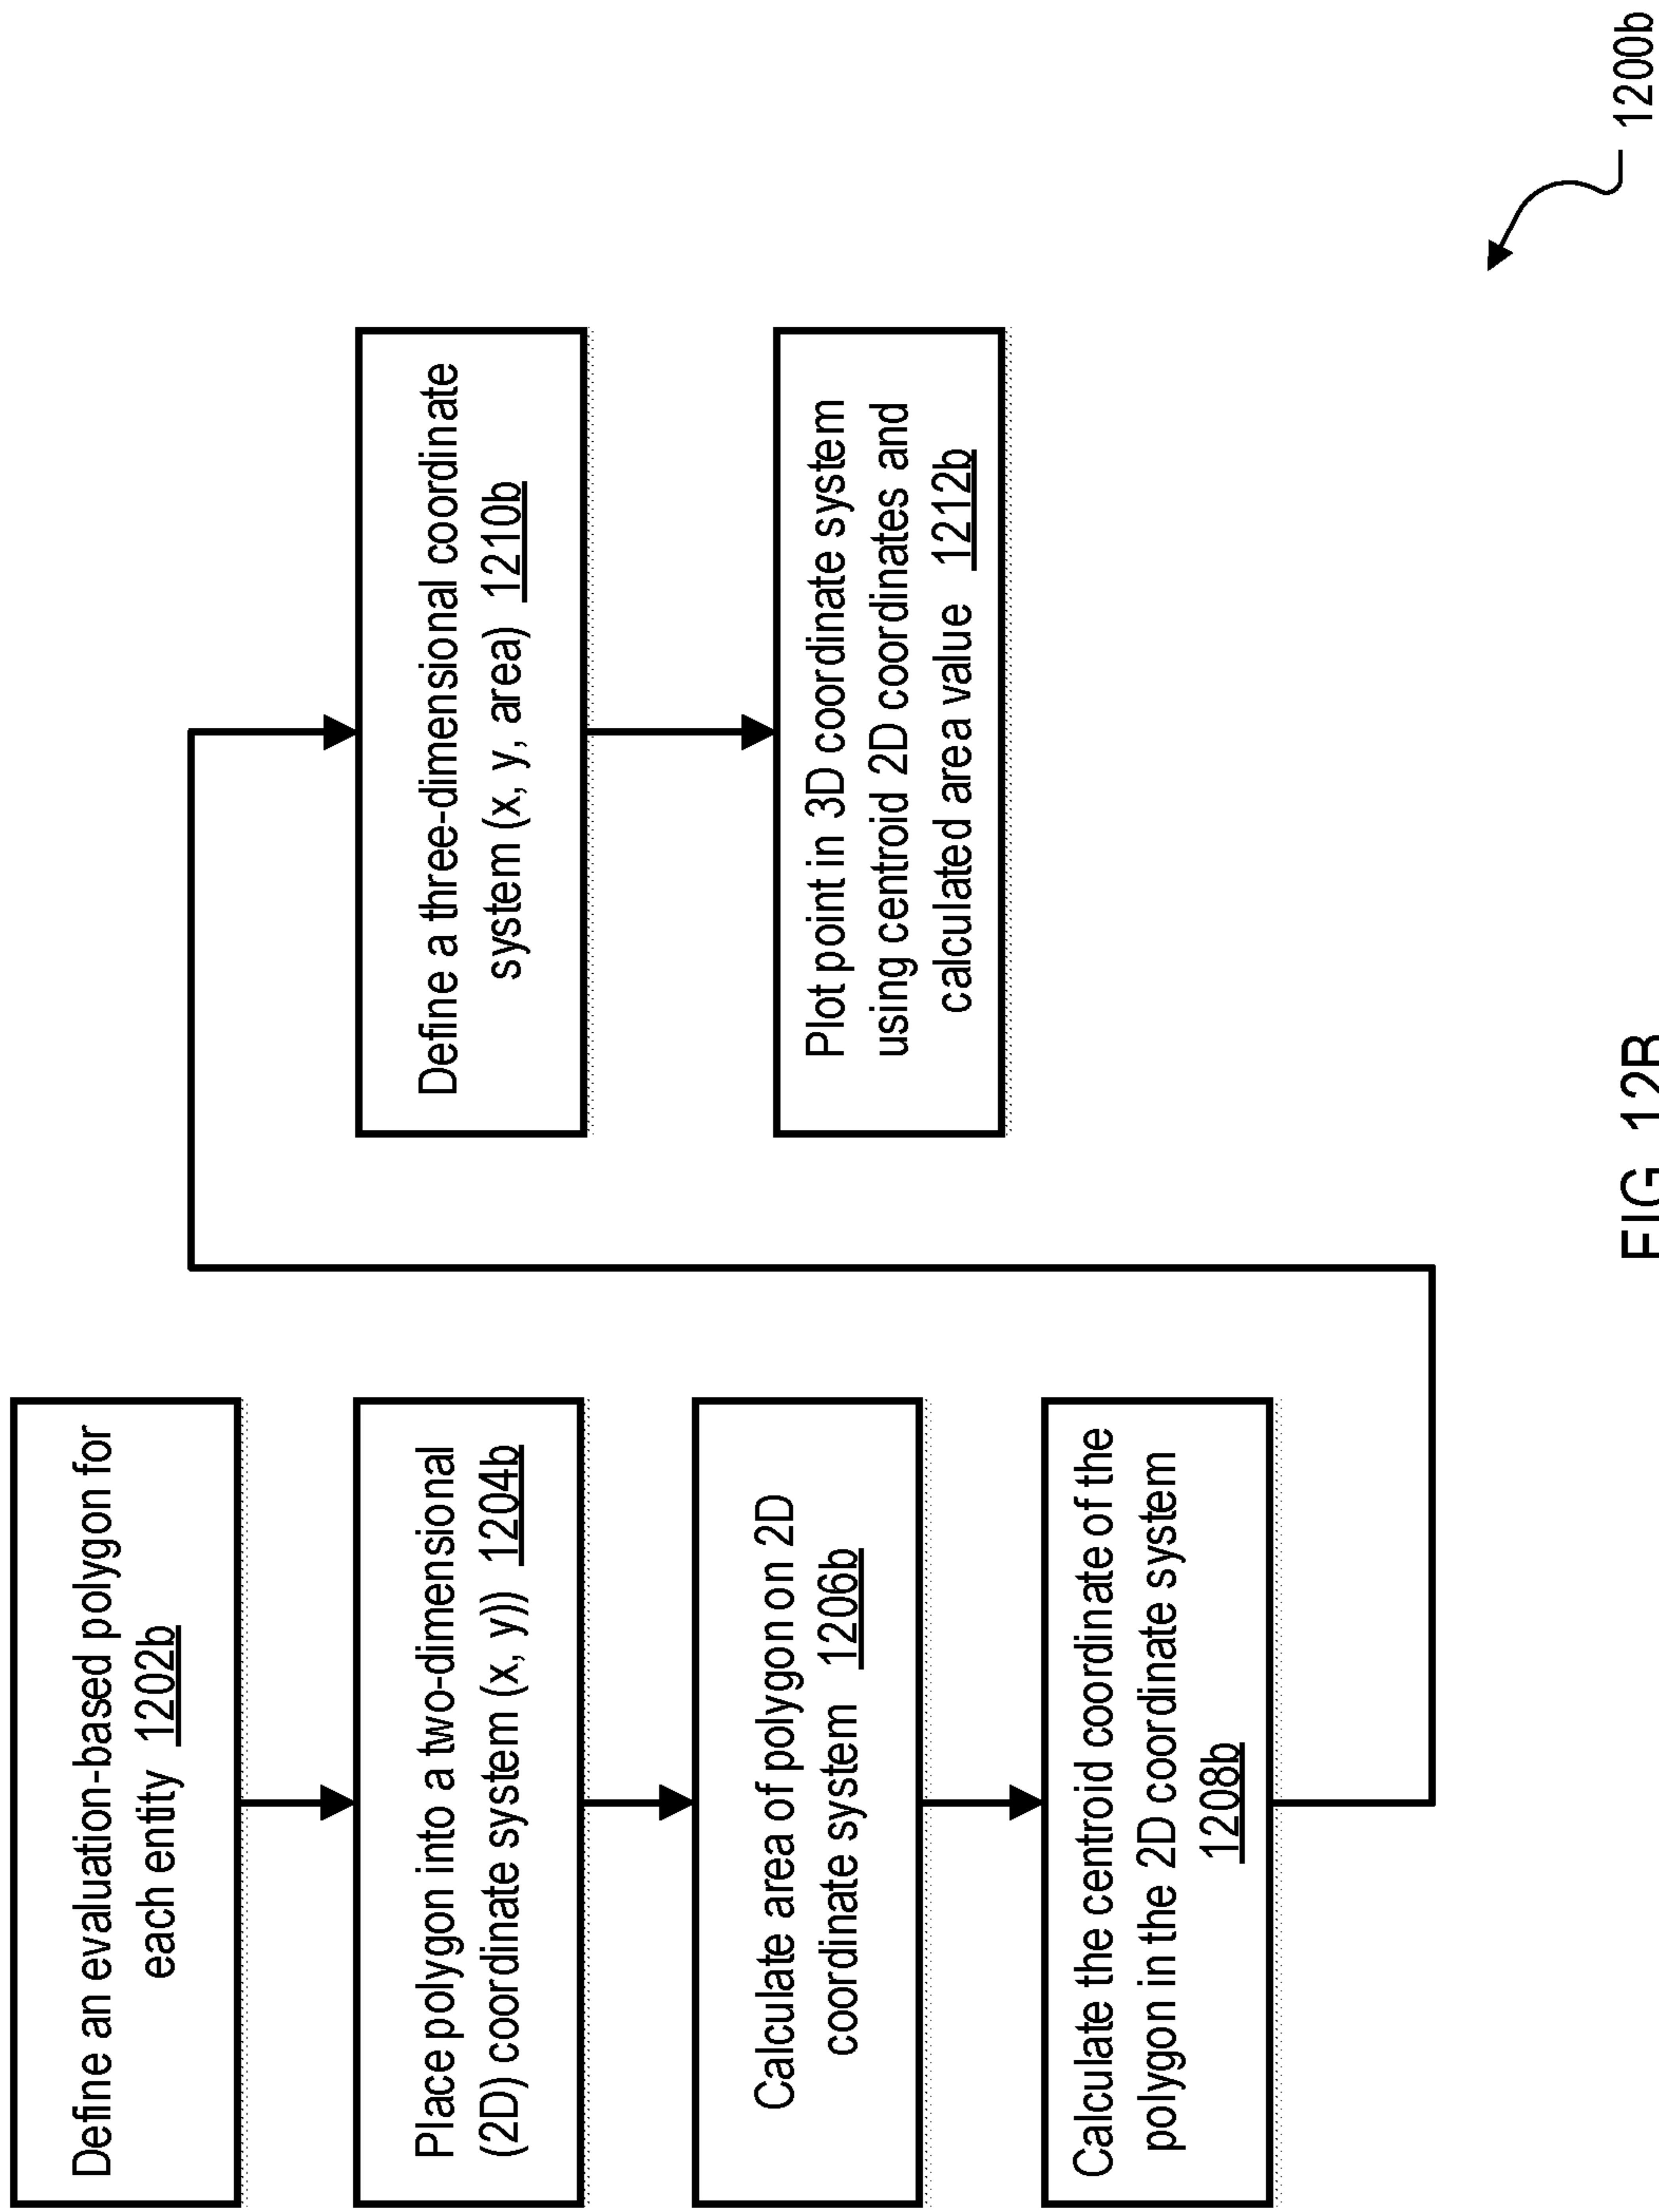 Define an evaluation-based polygon for
each entity 1202b
Place polygon into a two-dimensional
(2D) coordinate system (x, y)) 1204b
Calculate area of polygon on 2D
coordinate system 1206b
Calculate the centroid coordinate of the
polygon in the 2D coordinate system
1208b
Define a three-dimensional coordinate
system (x, y, area) 1210b
Plot point in 3D coordinate system
using centroid 2D coordinates and
calculated area value 1212b
1200b
FIG. 12B